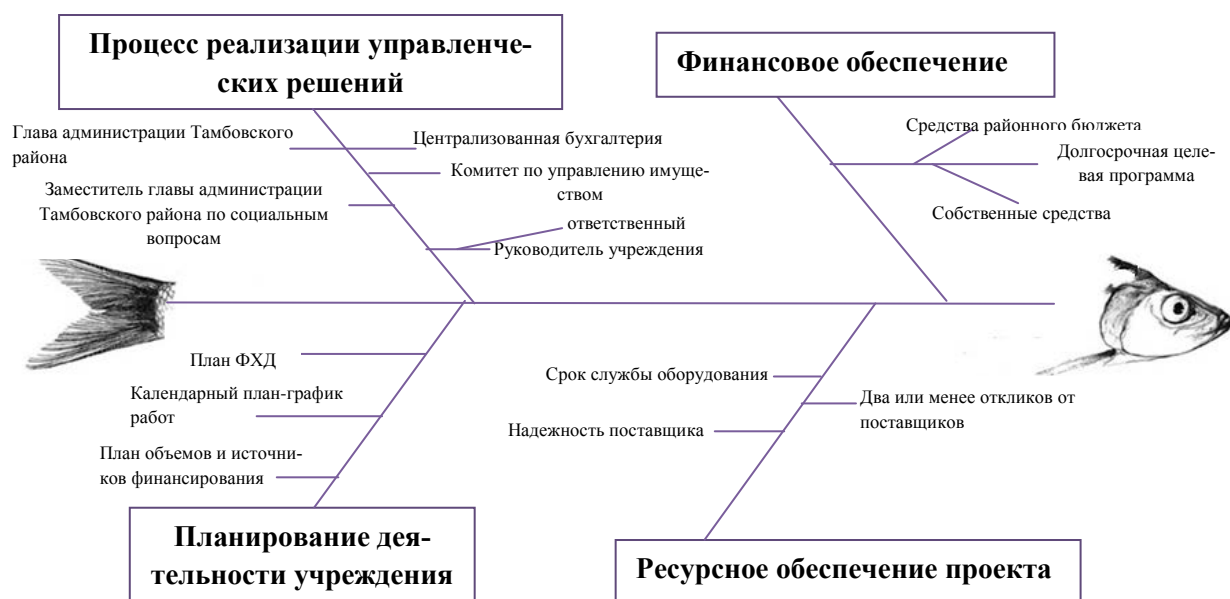 Процесс реализации управленче-
ских решений
Финансовое обеспечение
Глава администрации Тамбовского
района
Централизованная бухгалтерия
Комитет по управлению имуще-
ством
Заместитель главы администрации
Тамбовского района по социальным
вопросам
ответственный
Руководитель учреждения
Средства районного бюджета
Долгосрочная целе-
вая программа
Собственные средства
План ФХД
Календарный план-график
работ
План объемов и источни-
ков финансирования
Срок службы оборудования
Два или менее откликов от
поставщиков
Надежность поставщика
Планирование дея-
тельности учреждения
Ресурсное обеспечение проекта